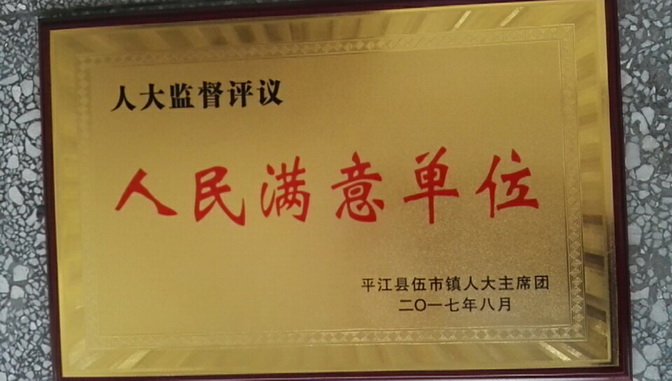 人大监督评议
人民满意单位
平江县伍市镇人大主席团
二〇一七年八月